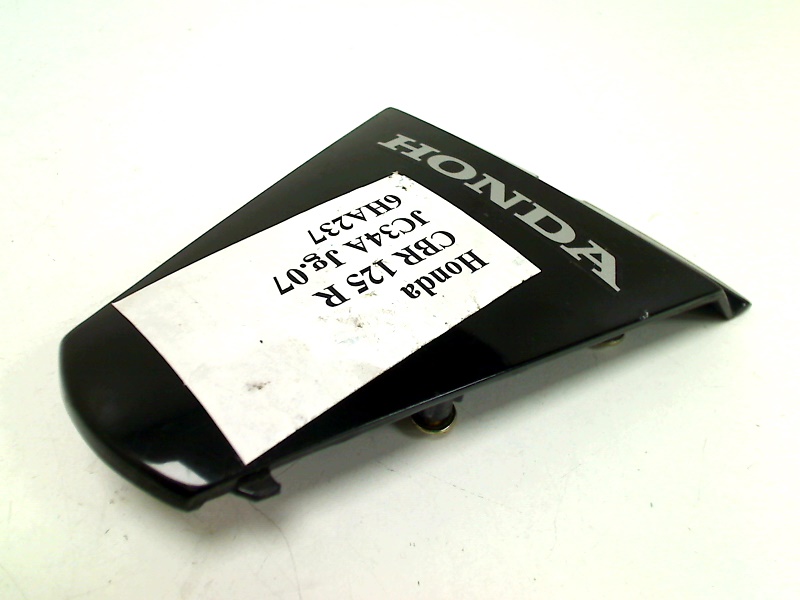 HONDA
Honda
CBR 125 R
JC34A Jg.07
6HA237